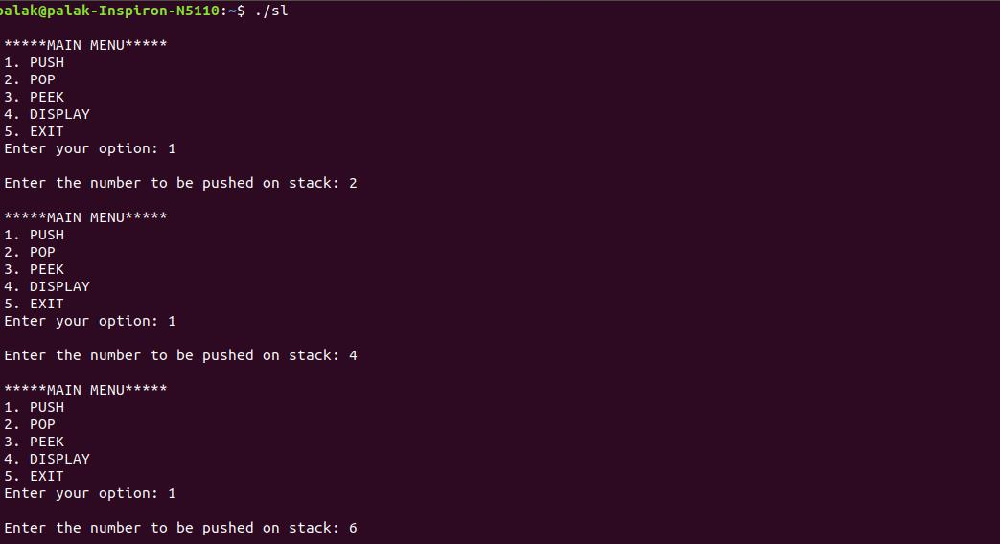 palak@palak-Inspiron-N5110:~$ ./sl
*****MAIN MENU*****
1. PUSH
2. POP
3. PEEK
4. DISPLAY
5. EXIT
Enter your option: 1
Enter the number to be pushed on stack: 2
*****MAIN MENU*****
1. PUSH
2. POP
3. PEEK
4. DISPLAY
5. EXIT
Enter your option: 1
Enter the number to be pushed on stack: 4
*****MAIN MENU*****
1. PUSH
2. POP
3. PEEK
4. DISPLAY
5. EXIT
Enter your option: 1
Enter the number to be pushed on stack: 6